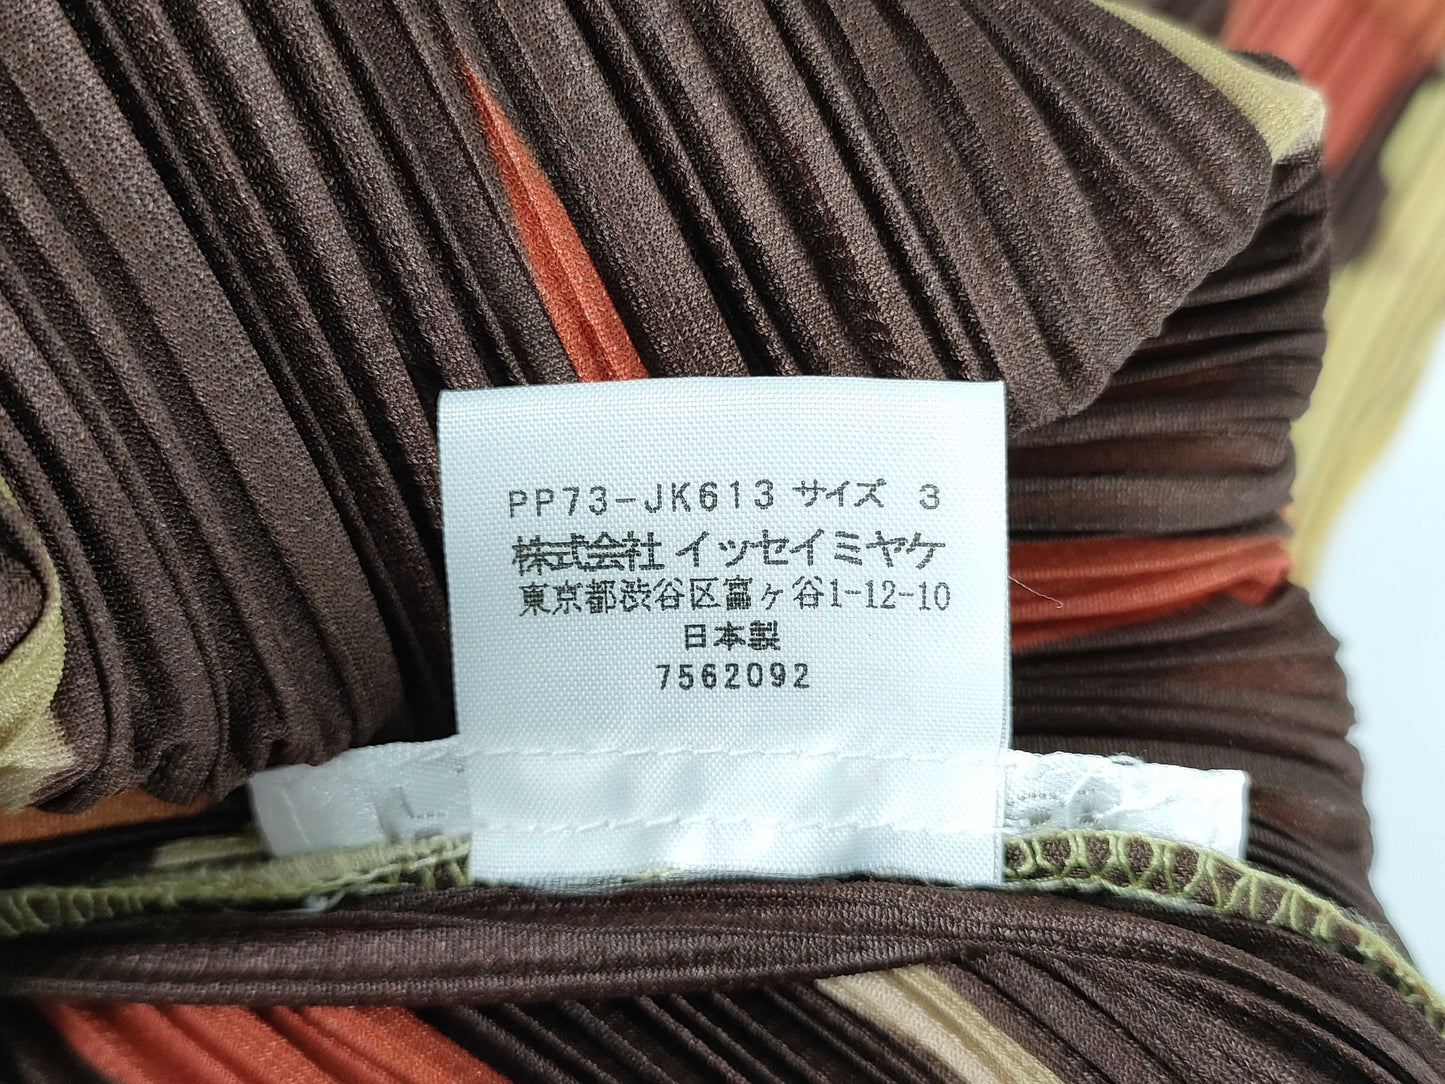 PP73-JK613 サイズ 3
株式会社 イッセイミヤケ
東京都渋谷区富ヶ谷1-12-10
日本製
7562092